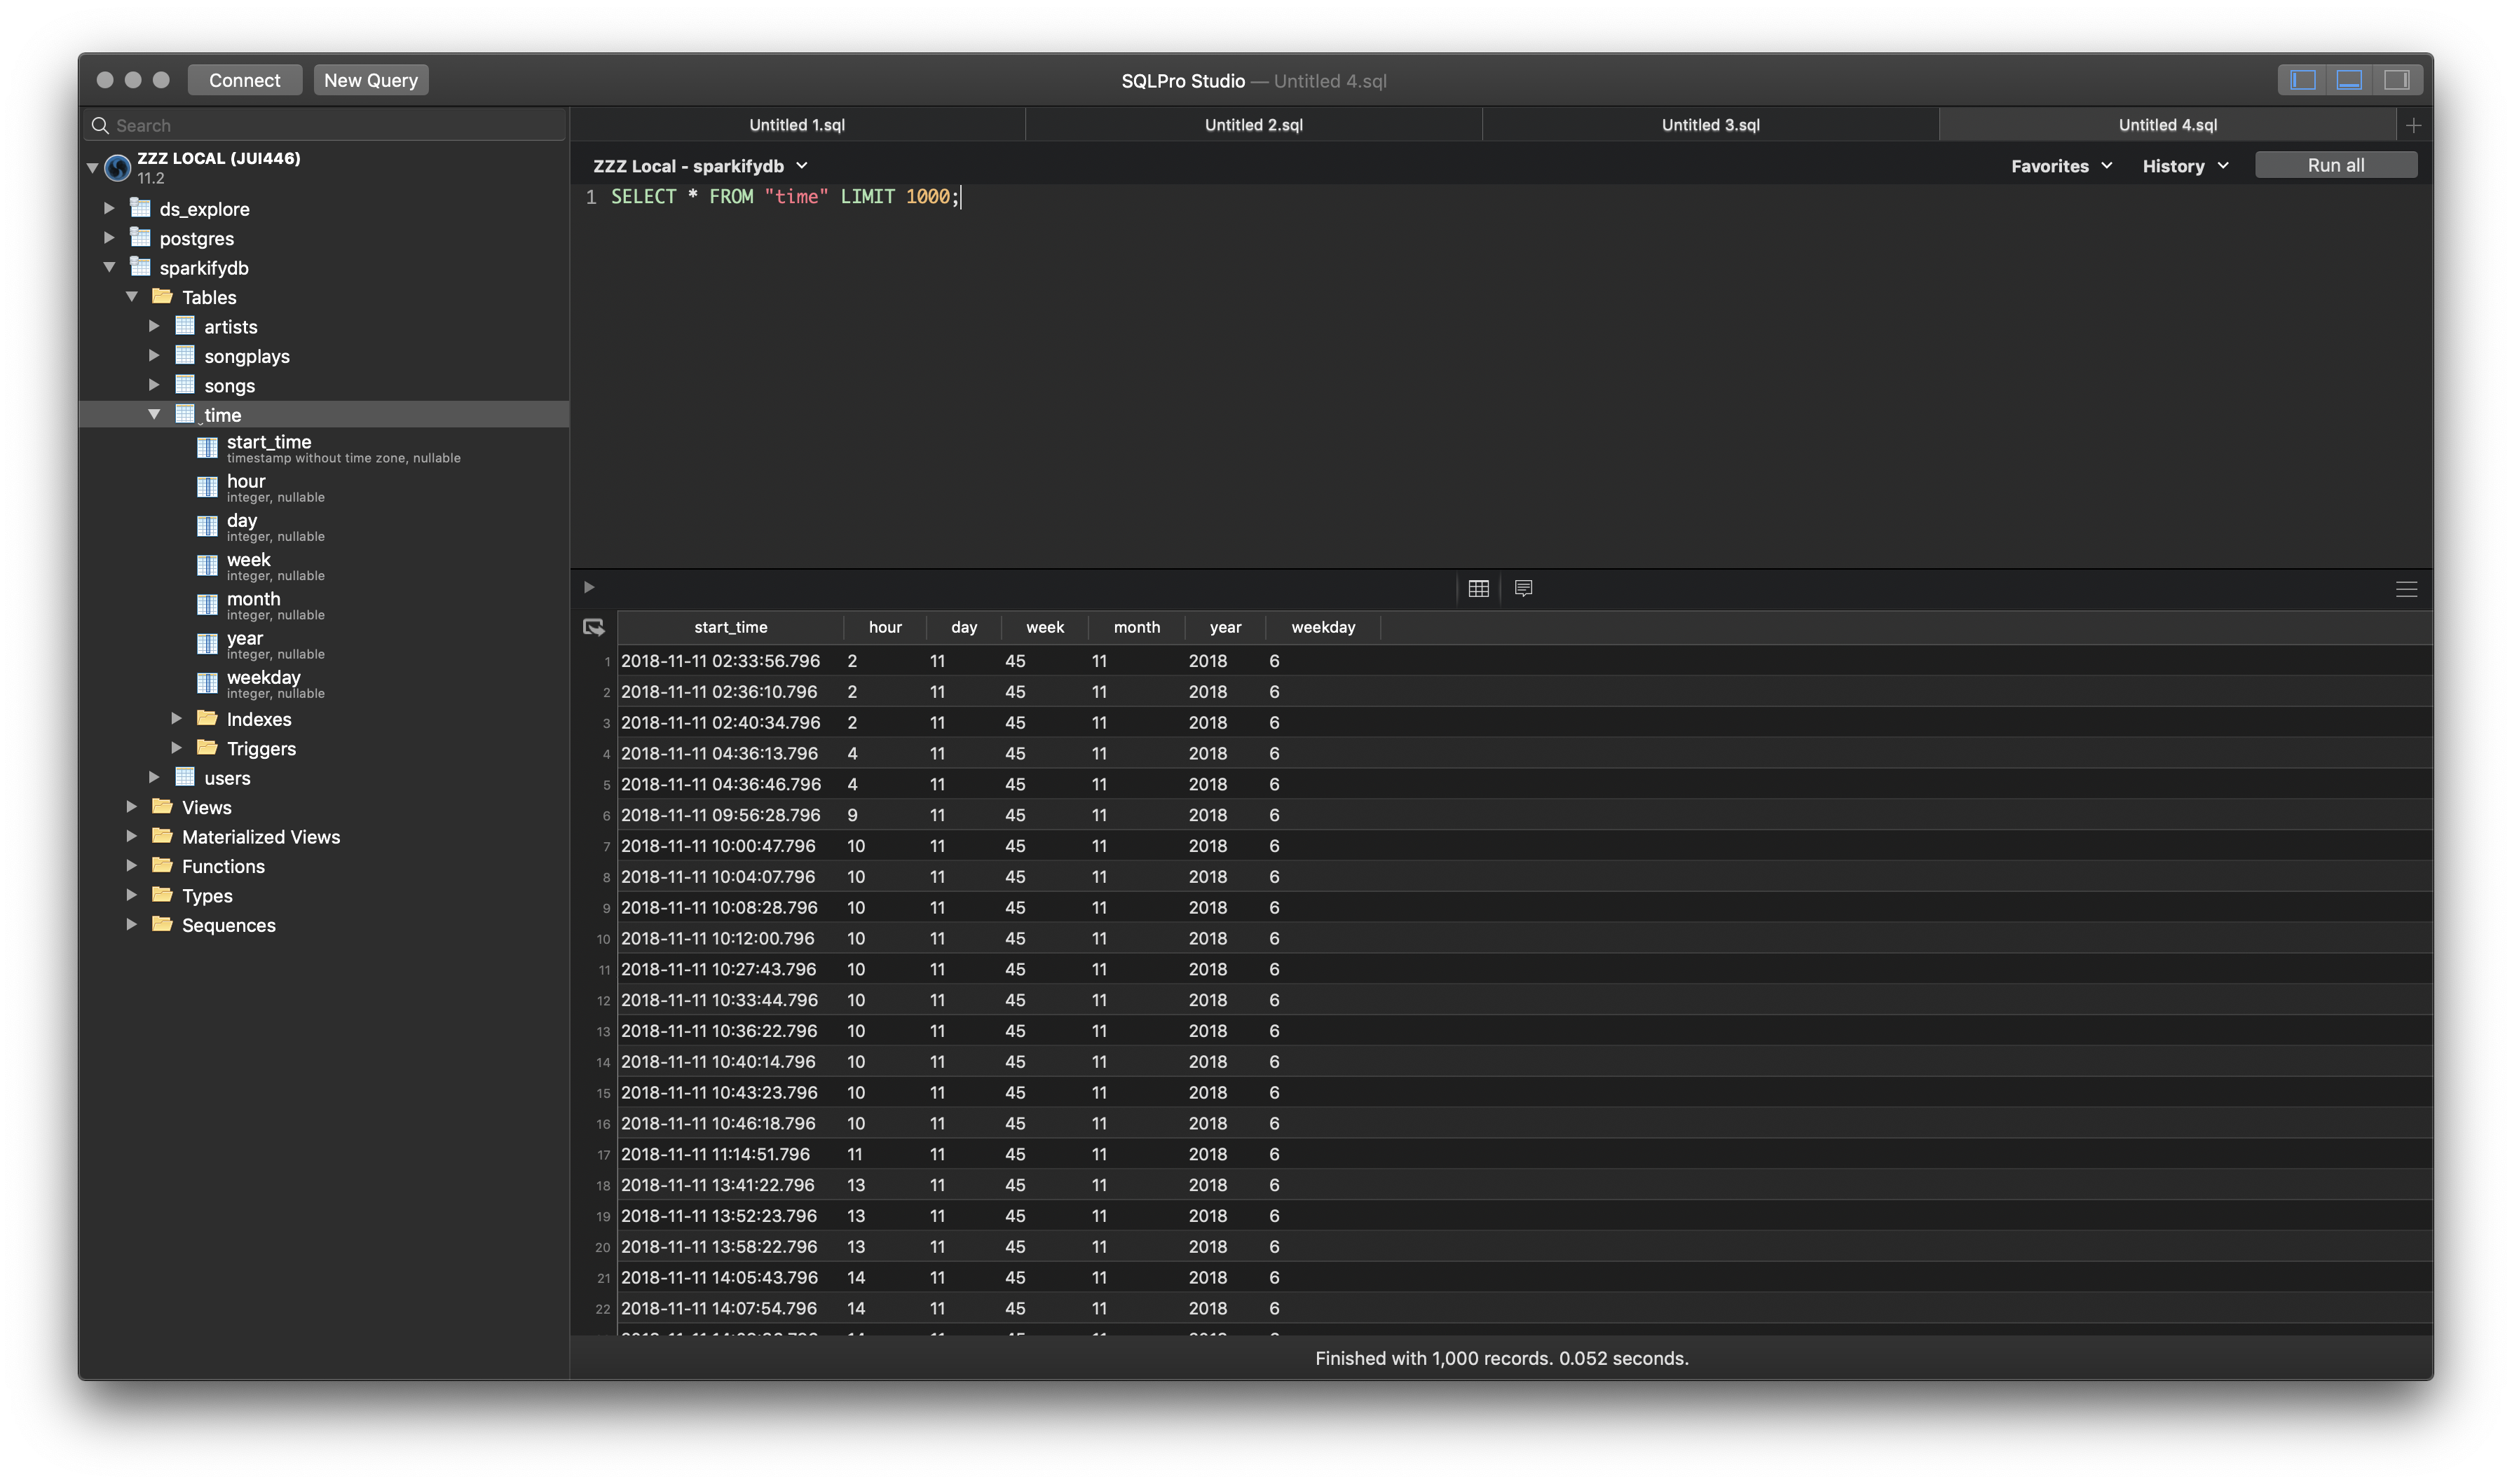 Connect New Query SQLPro Studio — Untitled 4.sql
Search
ZZZ LOCAL (JUI446)
11.2
ds_explore
postgres
sparkifydb
Tables
artists
songplays
songs
time
start_time
timestamp without time zone, nullable
hour
integer, nullable
day
integer, nullable
week
integer, nullable
month
integer, nullable
year
integer, nullable
weekday
integer, nullable
Indexes
Triggers
users
Views
Materialized Views
Functions
Types
Sequences
Untitled 1.sql Untitled 2.sql Untitled 3.sql Untitled 4.sql
ZZZ Local - sparkifydb Favorites History Run all
1 SELECT * FROM "time" LIMIT 1000;
start_time hour day week month year weekday
1 2018-11-11 02:33:56.796 2 11 45 11 2018 6
2 2018-11-11 02:36:10.796 2 11 45 11 2018 6
3 2018-11-11 02:40:34.796 2 11 45 11 2018 6
4 2018-11-11 04:36:13.796 4 11 45 11 2018 6
5 2018-11-11 04:36:46.796 4 11 45 11 2018 6
6 2018-11-11 09:56:28.796 9 11 45 11 2018 6
7 2018-11-11 10:00:47.796 10 11 45 11 2018 6
8 2018-11-11 10:04:07.796 10 11 45 11 2018 6
9 2018-11-11 10:08:28.796 10 11 45 11 2018 6
10 2018-11-11 10:12:00.796 10 11 45 11 2018 6
11 2018-11-11 10:27:43.796 10 11 45 11 2018 6
12 2018-11-11 10:33:44.796 10 11 45 11 2018 6
13 2018-11-11 10:36:22.796 10 11 45 11 2018 6
14 2018-11-11 10:40:14.796 10 11 45 11 2018 6
15 2018-11-11 10:43:23.796 10 11 45 11 2018 6
16 2018-11-11 10:46:18.796 10 11 45 11 2018 6
17 2018-11-11 11:14:51.796 11 11 45 11 2018 6
18 2018-11-11 13:41:22.796 13 11 45 11 2018 6
19 2018-11-11 13:52:23.796 13 11 45 11 2018 6
20 2018-11-11 13:58:22.796 13 11 45 11 2018 6
21 2018-11-11 14:05:43.796 14 11 45 11 2018 6
22 2018-11-11 14:07:54.796 14 11 45 11 2018 6
Finished with 1,000 records. 0.052 seconds.